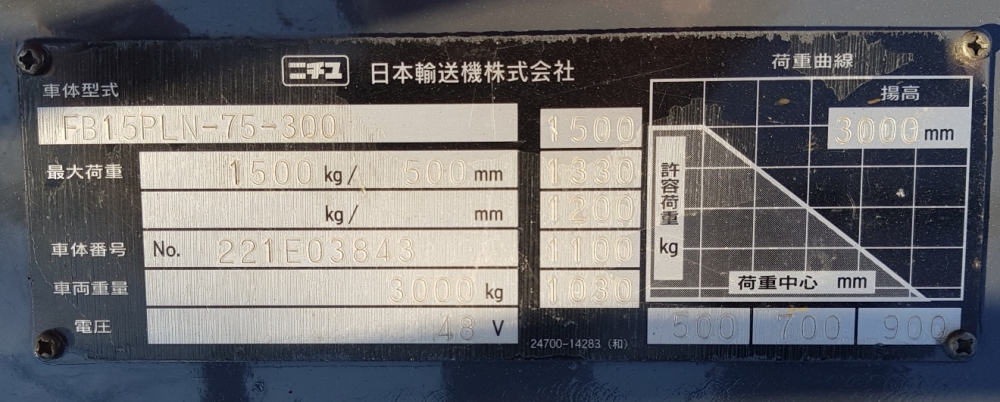 ニチユ 日本輸送機株式会社
車体型式
FB15PLN-75-300
最大荷重 1500 kg/ 500 mm
kg/ mm
車体番号 No. 221E03843
車両重量 3000 kg
電圧 48 V
1500
1330
1200
1100
1030
24700-14283 (和)
荷重曲線
揚高
3000 mm
許容荷重 kg
荷重中心 mm
500 700 900